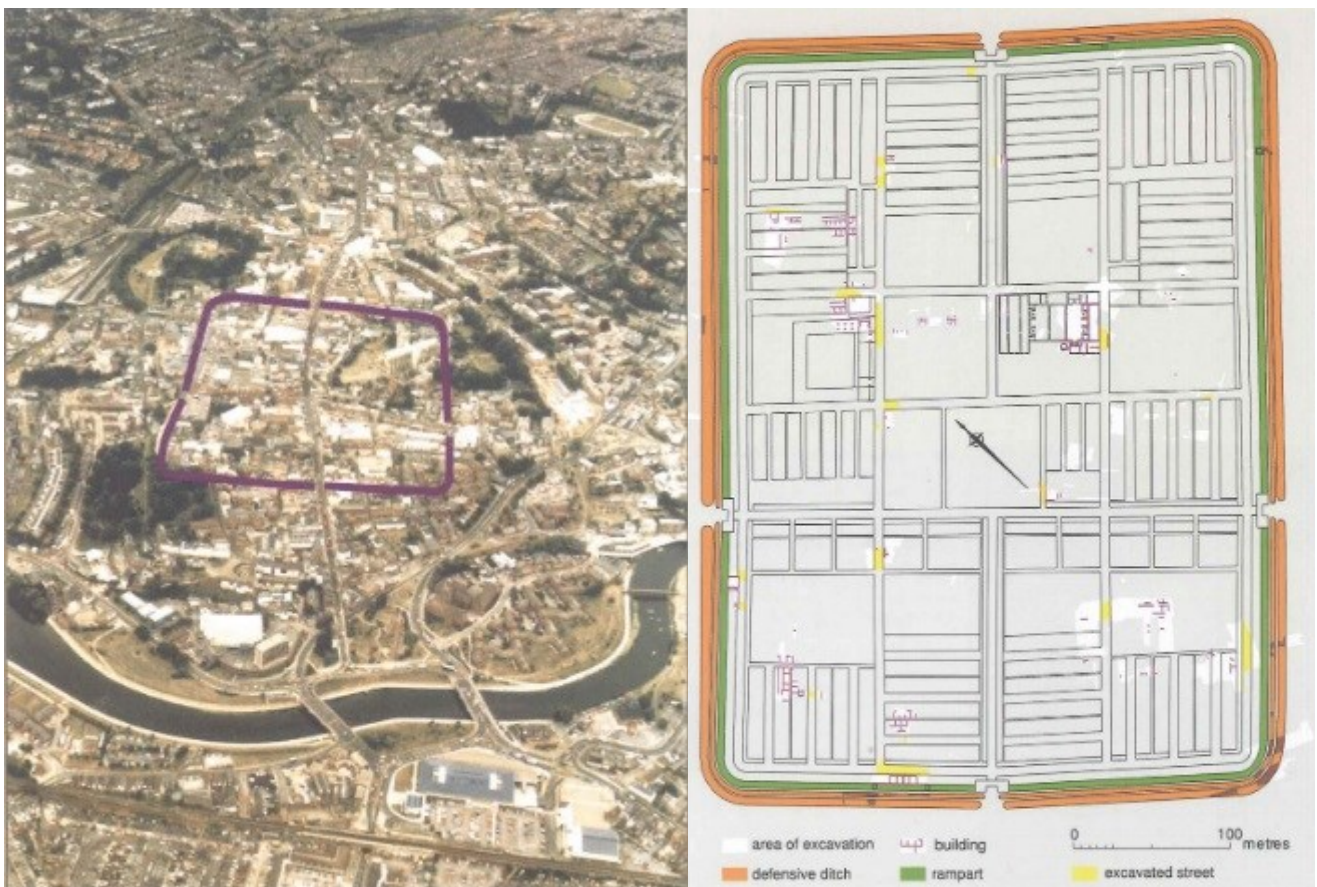 0 100
area of excavation building metres
defensive ditch rampart excavated street